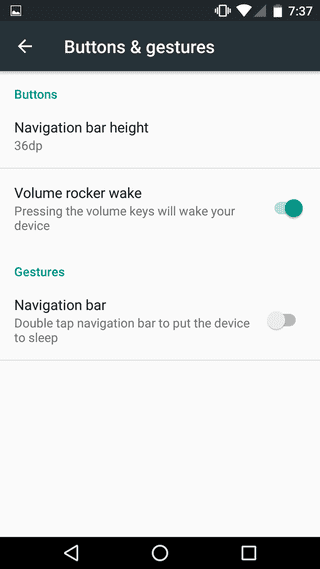 7:37
Buttons & gestures
Buttons
Navigation bar height
36dp
Volume rocker wake
Pressing the volume keys will wake your
device
Gestures
Navigation bar
Double tap navigation bar to put the device
to sleep